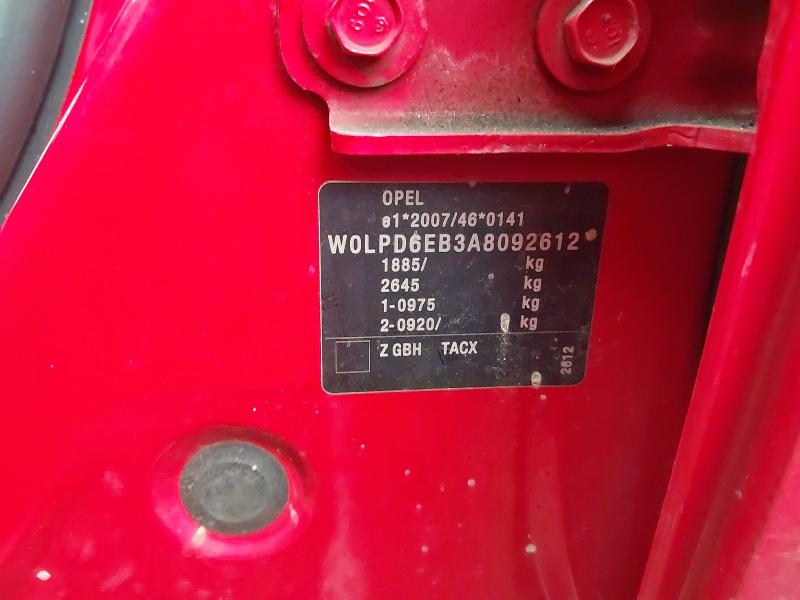 OPEL
e1*2007/46*0141
W0LPD6EB3A8092612
1885/ kg
2645 kg
1-0975 kg
2-0920/ kg
Z GBH TACX
2612